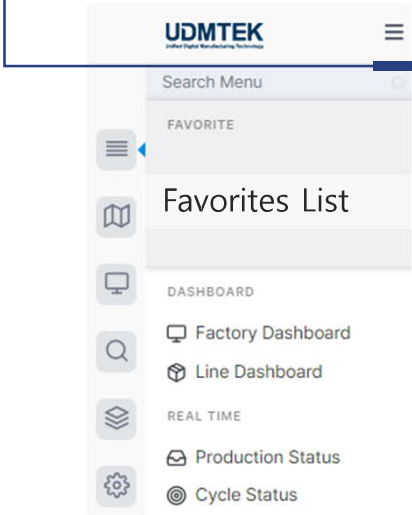 UDMTEK
Unified Digital Manufacturing Technology
Search Menu
FAVORITE
Favorites List
DASHBOARD
Factory Dashboard
Line Dashboard
REAL TIME
Production Status
Cycle Status